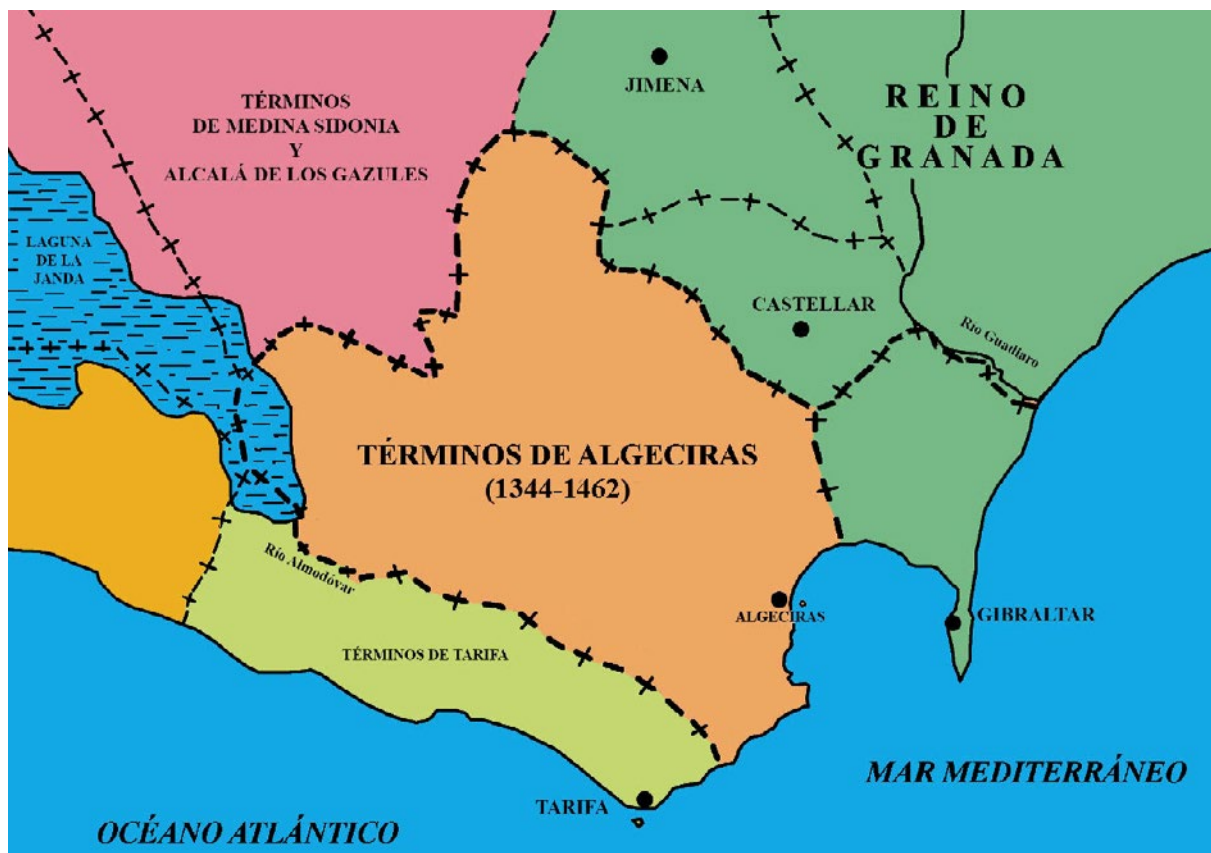 JIMENA
REINO
DE
GRANADA
TÉRMINOS
DE MEDINA SIDONIA
Y
ALCALÁ DE LOS GAZULES
LAGUNA
DE LA
JANDA
CASTELLAR
Río Guadiaro
TÉRMINOS DE ALGECIRAS
(1344-1462)
Río Almodóvar
ALGECIRAS
GIBRALTAR
TÉRMINOS DE TARIFA
MAR MEDITERRÁNEO
TARIFA
OCÉANO ATLÁNTICO